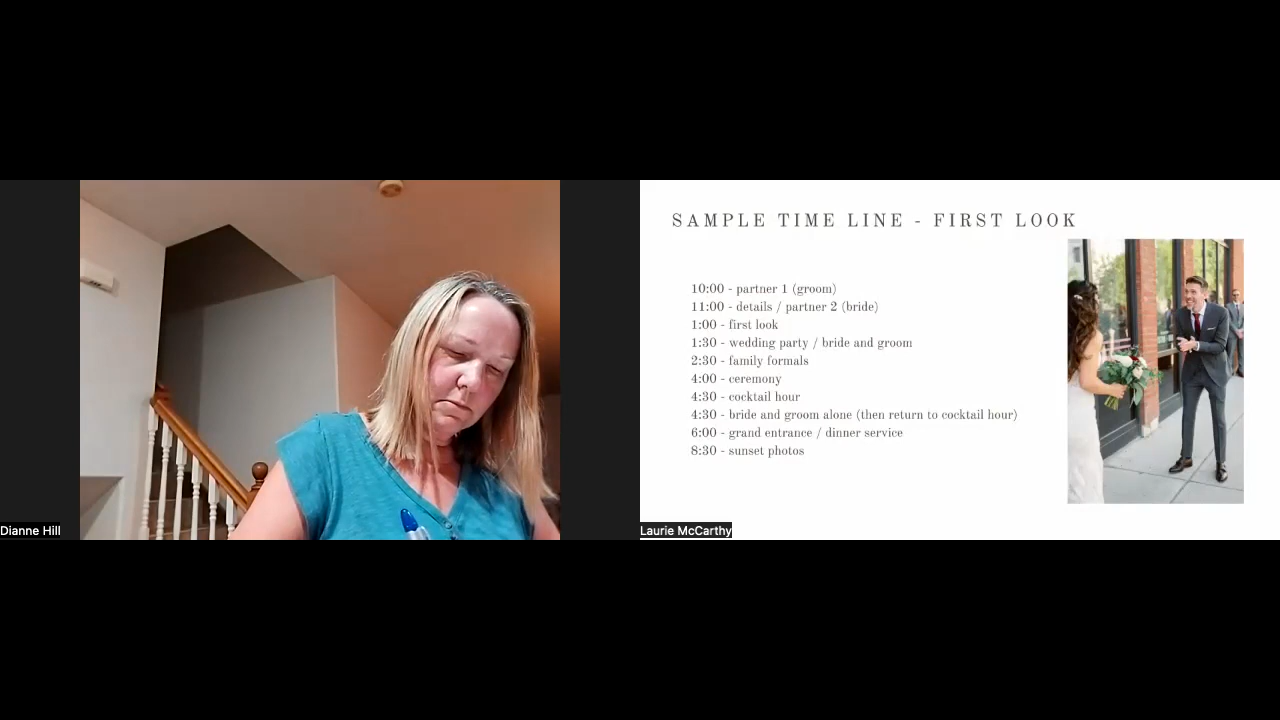 SAMPLE TIME LINE - FIRST LOOK
10:00 - partner 1 (groom)
11:00 - details / partner 2 (bride)
1:00 - first look
1:30 - wedding party / bride and groom
2:30 - family formals
4:00 - ceremony
4:30 - cocktail hour
4:30 - bride and groom alone (then return to cocktail hour)
6:00 - grand entrance / dinner service
8:30 - sunset photos
Dianne Hill
Laurie McCarthy